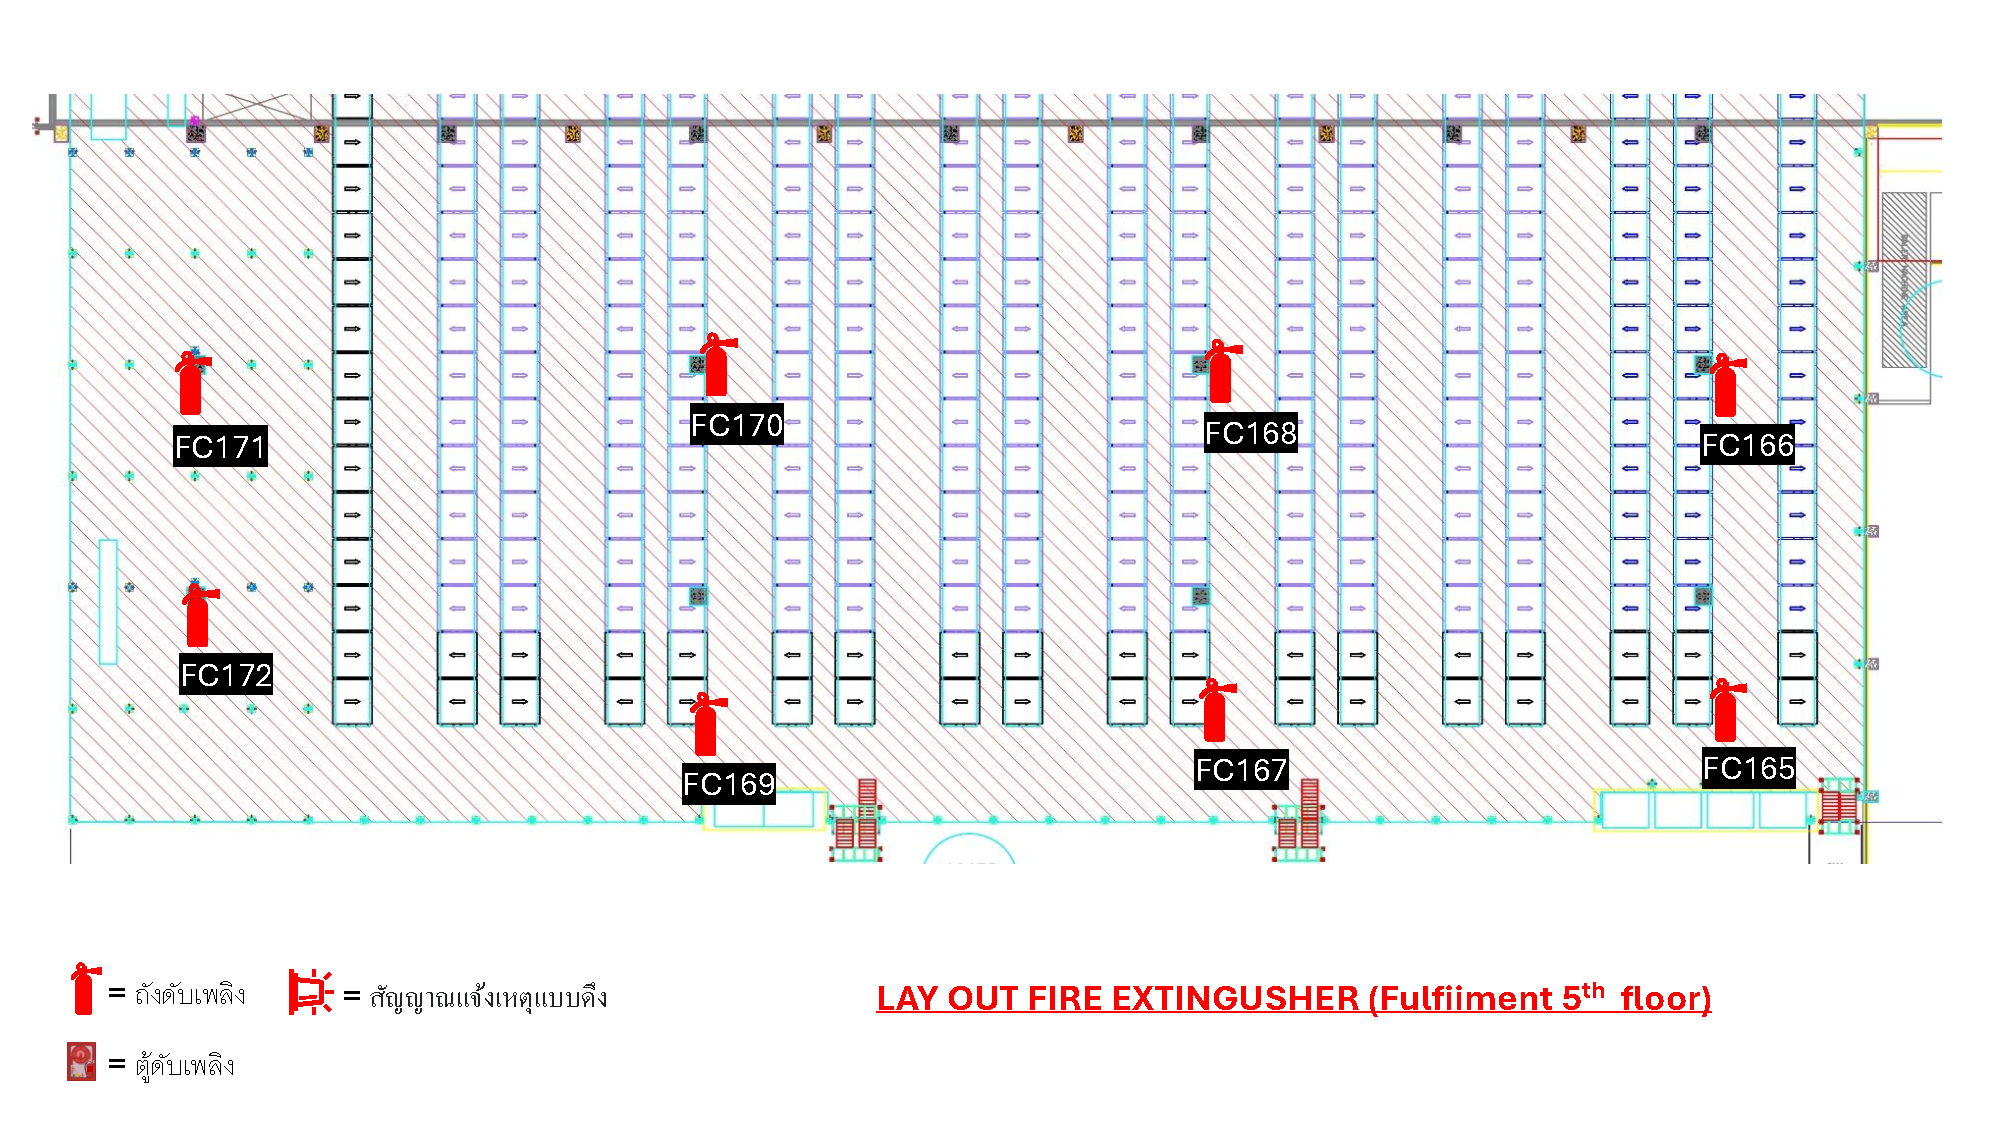 FC171
FC170
FC168
FC166
FC172
FC169
FC167
FC165
= ถังดับเพลิง
= สัญญาณแจ้งเหตุแบบดึง
LAY OUT FIRE EXTINGUSHER (Fulfiiment 5th floor)
= ตู้ดับเพลิง